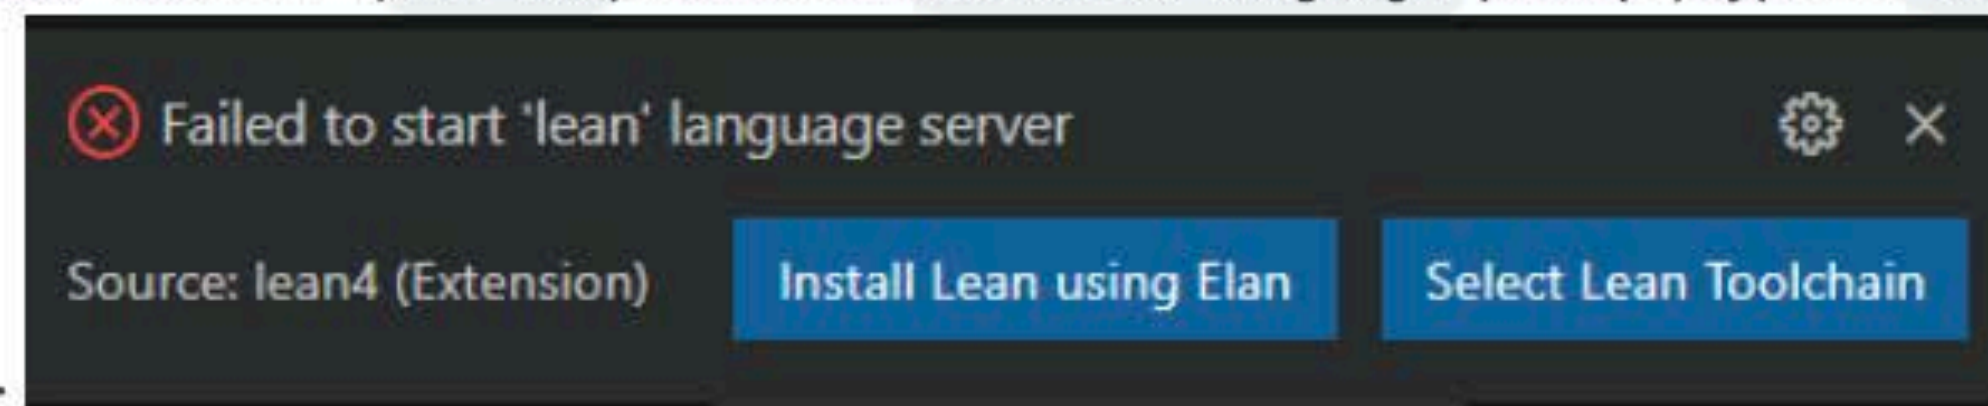 Failed to start 'lean' language server
Source: lean4 (Extension)
Install Lean using Elan
Select Lean Toolchain